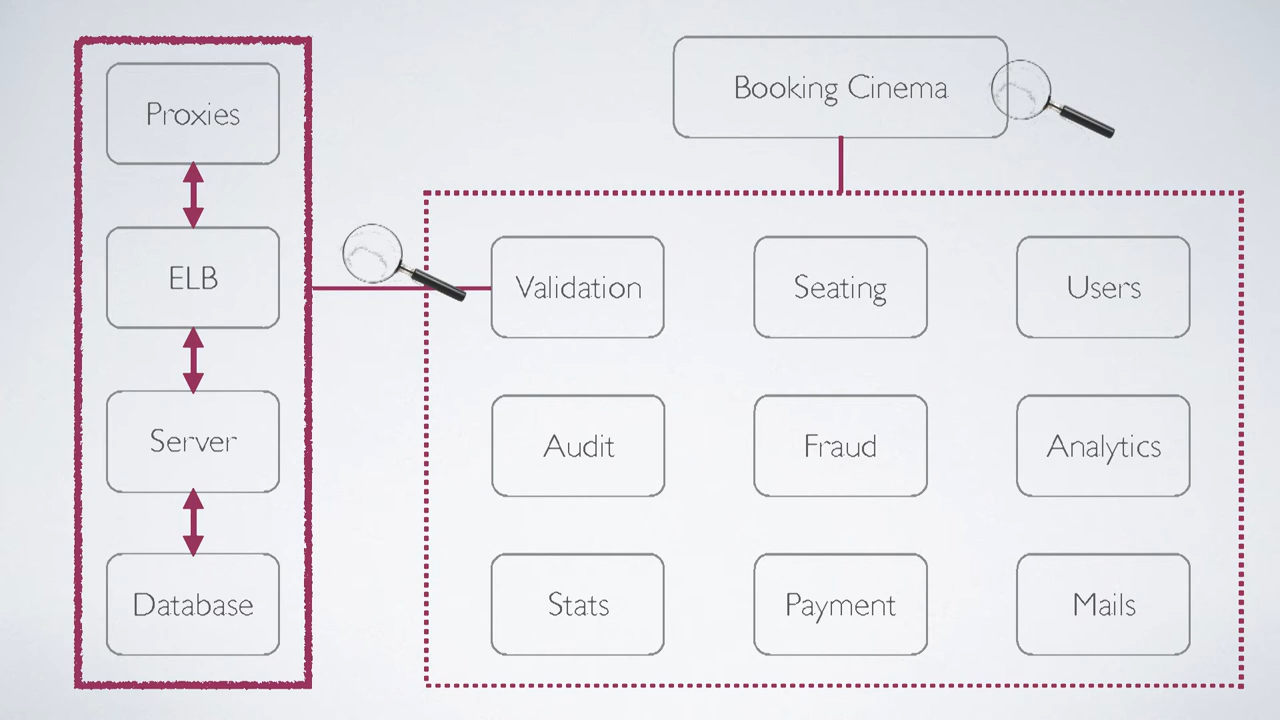 Proxies
ELB
Server
Database
Booking Cinema
Validation
Seating
Users
Audit
Fraud
Analytics
Stats
Payment
Mails